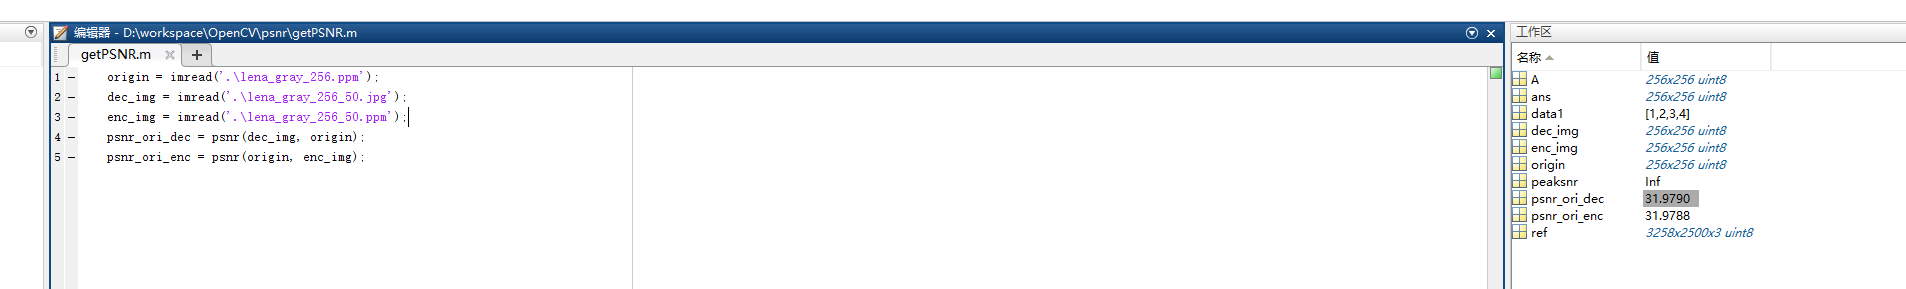 编辑器 - D:\workspace\OpenCV\psnr\getPSNR.m
getPSNR.m
1 origin = imread('.\lena_gray_256.ppm');
2 dec_img = imread('.\lena_gray_256_50.jpg');
3 enc_img = imread('.\lena_gray_256_50.ppm');
4 psnr_ori_dec = psnr(dec_img, origin);
5 psnr_ori_enc = psnr(origin, enc_img);
工作区
名称 值
A 256x256 uint8
ans 256x256 uint8
data1 [1,2,3,4]
dec_img 256x256 uint8
enc_img 256x256 uint8
origin 256x256 uint8
peaksnr Inf
psnr_ori_dec 31.9790
psnr_ori_enc 31.9788
ref 3258x2500x3 uint8